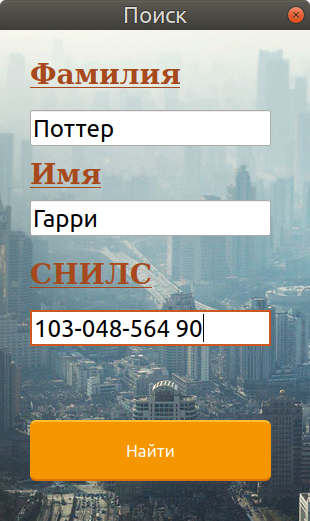 Поиск
Фамилия
Поттер
Имя
Гарри
СНИЛС
103-048-564 90
Найти